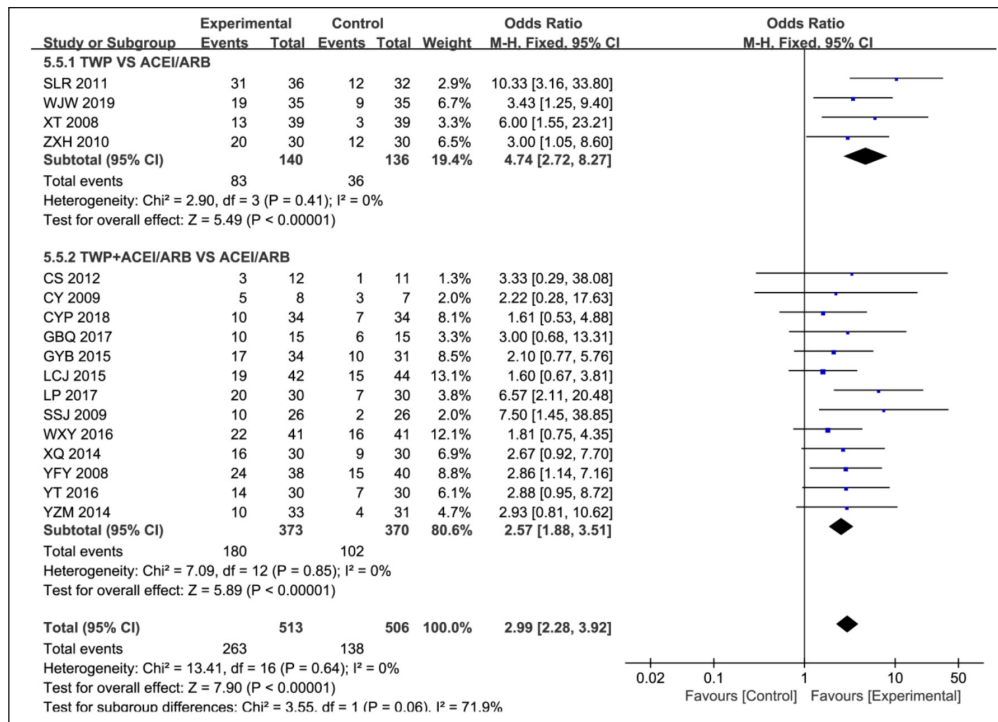 Experimental Control Odds Ratio Odds Ratio
Study or Subgroup Events Total Events Total Weight M-H, Fixed, 95% CI M-H, Fixed, 95% CI
5.5.1 TWP VS ACEI/ARB
SLR 2011 31 36 12 32 2.9% 10.33 [3.16, 33.80]
WJW 2019 19 35 9 35 6.7% 3.43 [1.25, 9.40]
XT 2008 13 39 3 39 3.3% 6.00 [1.55, 23.21]
ZXH 2010 20 30 12 30 6.5% 3.00 [1.05, 8.60]
Subtotal (95% CI) 140 136 19.4% 4.74 [2.72, 8.27]
Total events 83 36
Heterogeneity: Chi² = 2.90, df = 3 (P = 0.41); I² = 0%
Test for overall effect: Z = 5.49 (P < 0.00001)
5.5.2 TWP+ACEI/ARB VS ACEI/ARB
CS 2012 3 12 1 11 1.3% 3.33 [0.29, 38.08]
CY 2009 5 8 3 7 2.0% 2.22 [0.28, 17.63]
CYP 2018 10 34 7 34 8.1% 1.61 [0.53, 4.88]
GBQ 2017 10 15 6 15 3.3% 3.00 [0.68, 13.31]
GYB 2015 17 34 10 31 8.5% 2.10 [0.77, 5.76]
LCJ 2015 19 42 15 44 13.1% 1.60 [0.67, 3.81]
LP 2017 20 30 7 30 3.8% 6.57 [2.11, 20.48]
SSJ 2009 10 26 2 26 2.0% 7.50 [1.45, 38.85]
WXY 2016 22 41 16 41 12.1% 1.81 [0.75, 4.35]
XQ 2014 16 30 9 30 6.9% 2.67 [0.92, 7.70]
YFY 2008 24 38 15 40 8.8% 2.86 [1.14, 7.16]
YT 2016 14 30 7 30 6.1% 2.88 [0.95, 8.72]
YZM 2014 10 33 4 31 4.7% 2.93 [0.81, 10.62]
Subtotal (95% CI) 373 370 80.6% 2.57 [1.88, 3.51]
Total events 180 102
Heterogeneity: Chi² = 7.09, df = 12 (P = 0.85); I² = 0%
Test for overall effect: Z = 5.89 (P < 0.00001)
Total (95% CI) 513 506 100.0% 2.99 [2.28, 3.92]
Total events 263 138
Heterogeneity: Chi² = 13.41, df = 16 (P = 0.64); I² = 0%
Test for overall effect: Z = 7.90 (P < 0.00001)
Test for subgroup differences: Chi² = 3.55, df = 1 (P = 0.06), I² = 71.9%
0.02 0.1 1 10 50
Favours [Control] Favours [Experimental]